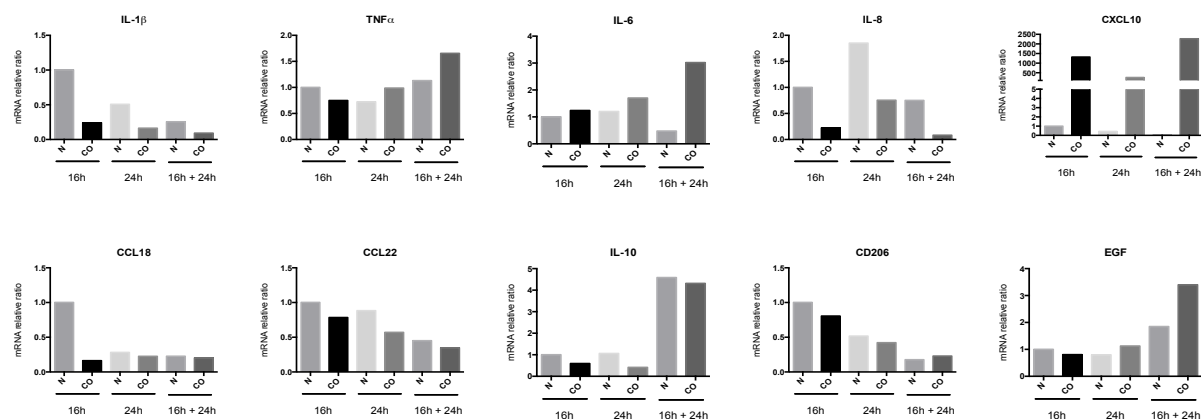 IL-1β
mRNA relative ratio
1.5
1.0
0.5
0.0
N
CO
N
CO
N
CO
16h
24h
16h + 24h
TNFα
mRNA relative ratio
2.0
1.5
1.0
0.5
0.0
N
CO
N
CO
N
CO
16h
24h
16h + 24h
IL-6
mRNA relative ratio
4
3
2
1
0
N
CO
N
CO
N
CO
16h
24h
16h + 24h
IL-8
mRNA relative ratio
2.0
1.5
1.0
0.5
0.0
N
CO
N
CO
N
CO
16h
24h
16h + 24h
CXCL10
mRNA relative ratio
2500
2000
1500
1000
500
5
4
3
2
1
0
N
CO
N
CO
N
CO
16h
24h
16h + 24h
CCL18
mRNA relative ratio
1.5
1.0
0.5
0.0
N
CO
N
CO
N
CO
16h
24h
16h + 24h
CCL22
mRNA relative ratio
1.5
1.0
0.5
0.0
N
CO
N
CO
N
CO
16h
24h
16h + 24h
IL-10
mRNA relative ratio
5
4
3
2
1
0
N
CO
N
CO
N
CO
16h
24h
16h + 24h
CD206
mRNA relative ratio
1.5
1.0
0.5
0.0
N
CO
N
CO
N
CO
16h
24h
16h + 24h
EGF
mRNA relative ratio
4
3
2
1
0
N
CO
N
CO
N
CO
16h
24h
16h + 24h